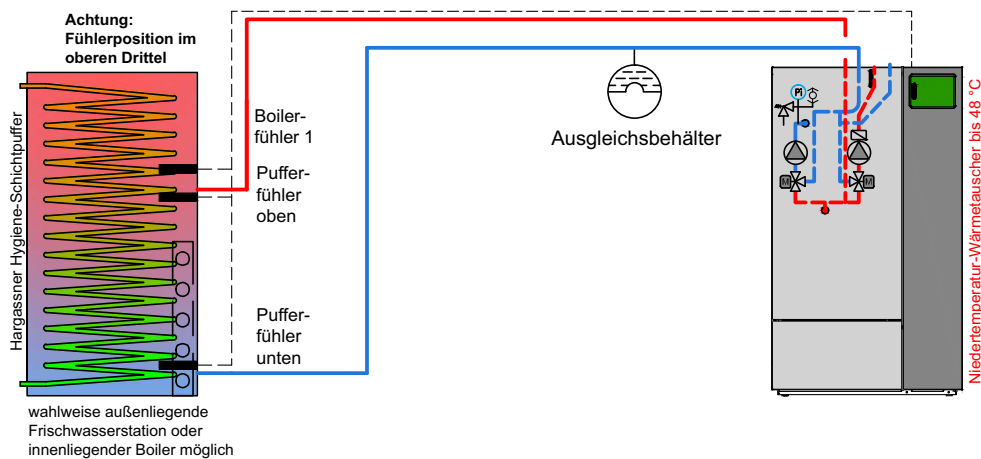 Achtung:
Fühlerposition im
oberen Drittel
Hargassner Hygiene-Schichtpuffer
Boiler-
fühler 1
Puffer-
fühler
oben
Puffer-
fühler
unten
wahlweise außenliegende
Frischwasserstation oder
innenliegender Boiler möglich
Ausgleichsbehälter
PI
M
M
Niedertemperatur-Wärmetauscher bis 48 °C